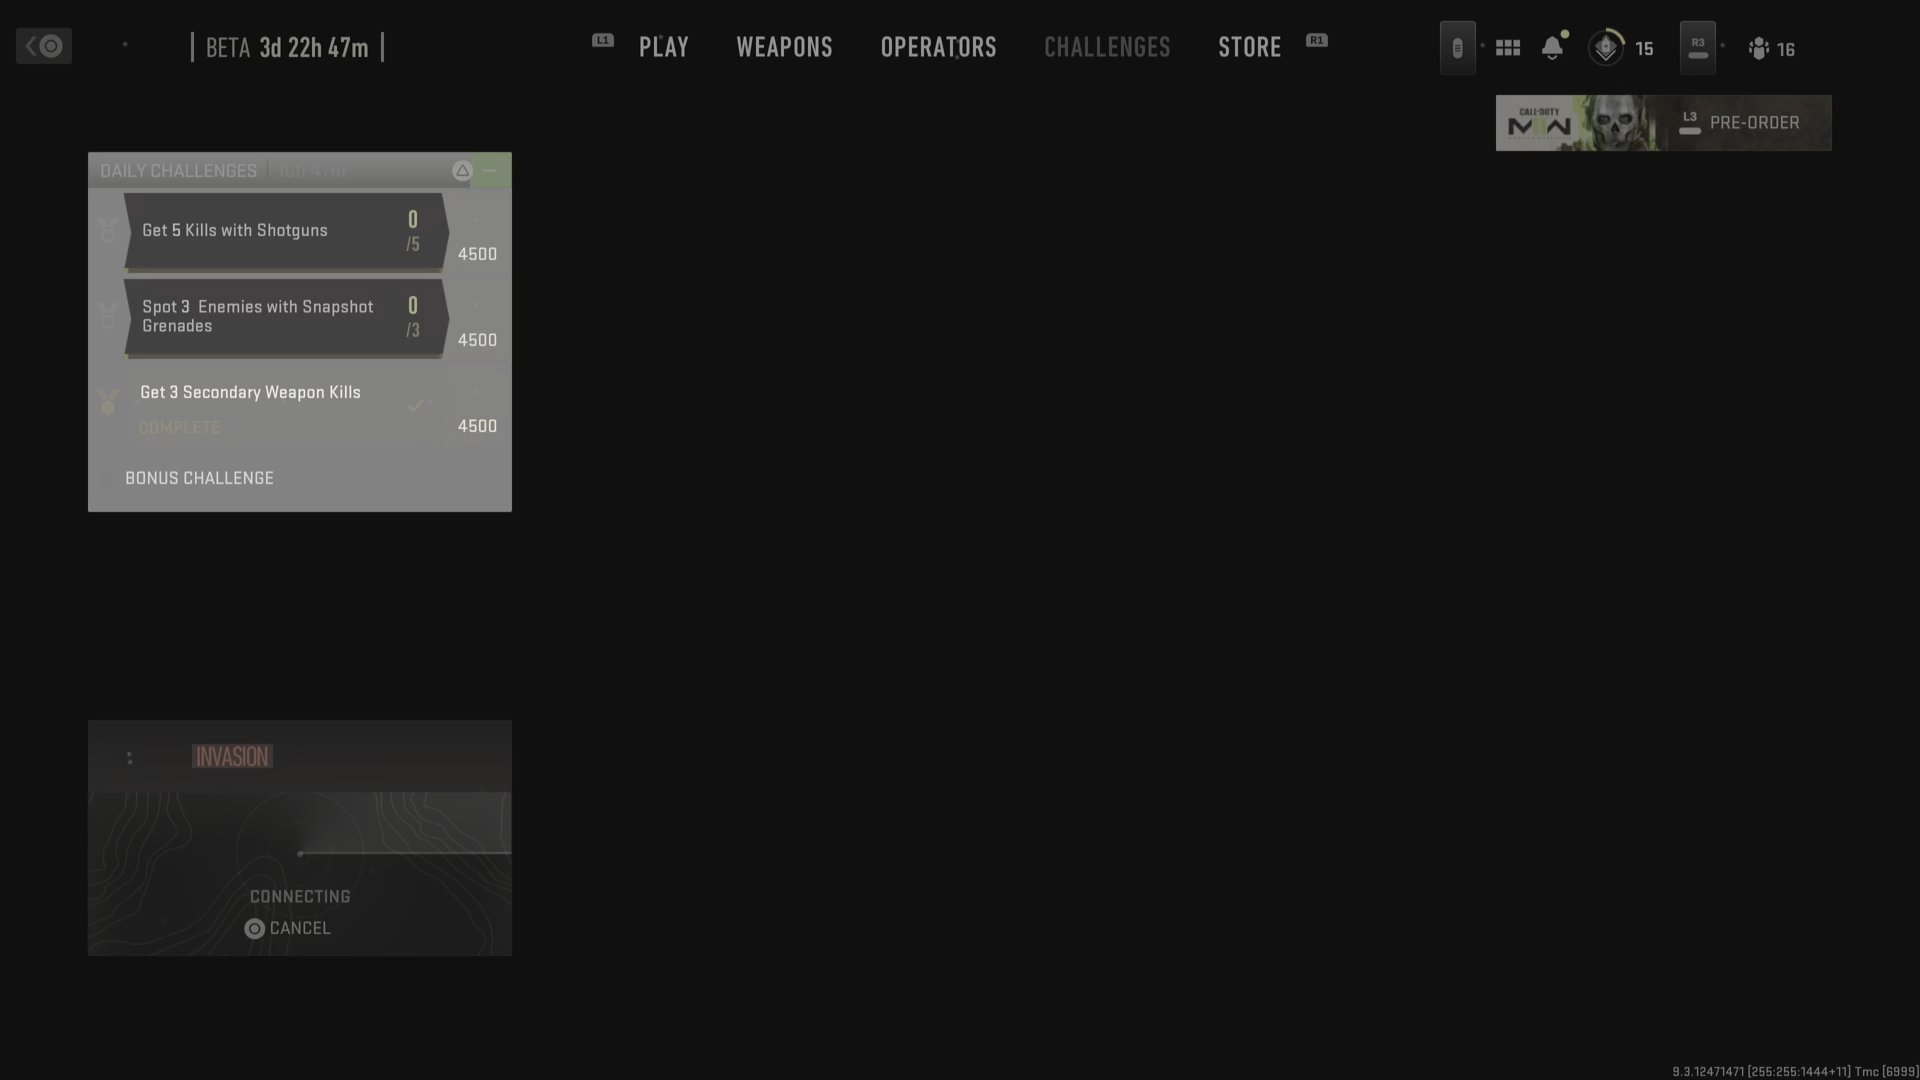 BETA 3d 22h 47m
L1
PLAY
WEAPONS
OPERATORS
CHALLENGES
STORE
R1
15
R3
16
CALL·DUTY
MW
L3
PRE-ORDER
DAILY CHALLENGES
Get 5 Kills with Shotguns
0
/5
4500
Spot 3 Enemies with Snapshot
Grenades
0
/3
4500
Get 3 Secondary Weapon Kills
COMPLETE
4500
BONUS CHALLENGE
INVASION
CONNECTING
CANCEL
9.3.12471471 [255:255:1444+11] Tmc [6999]